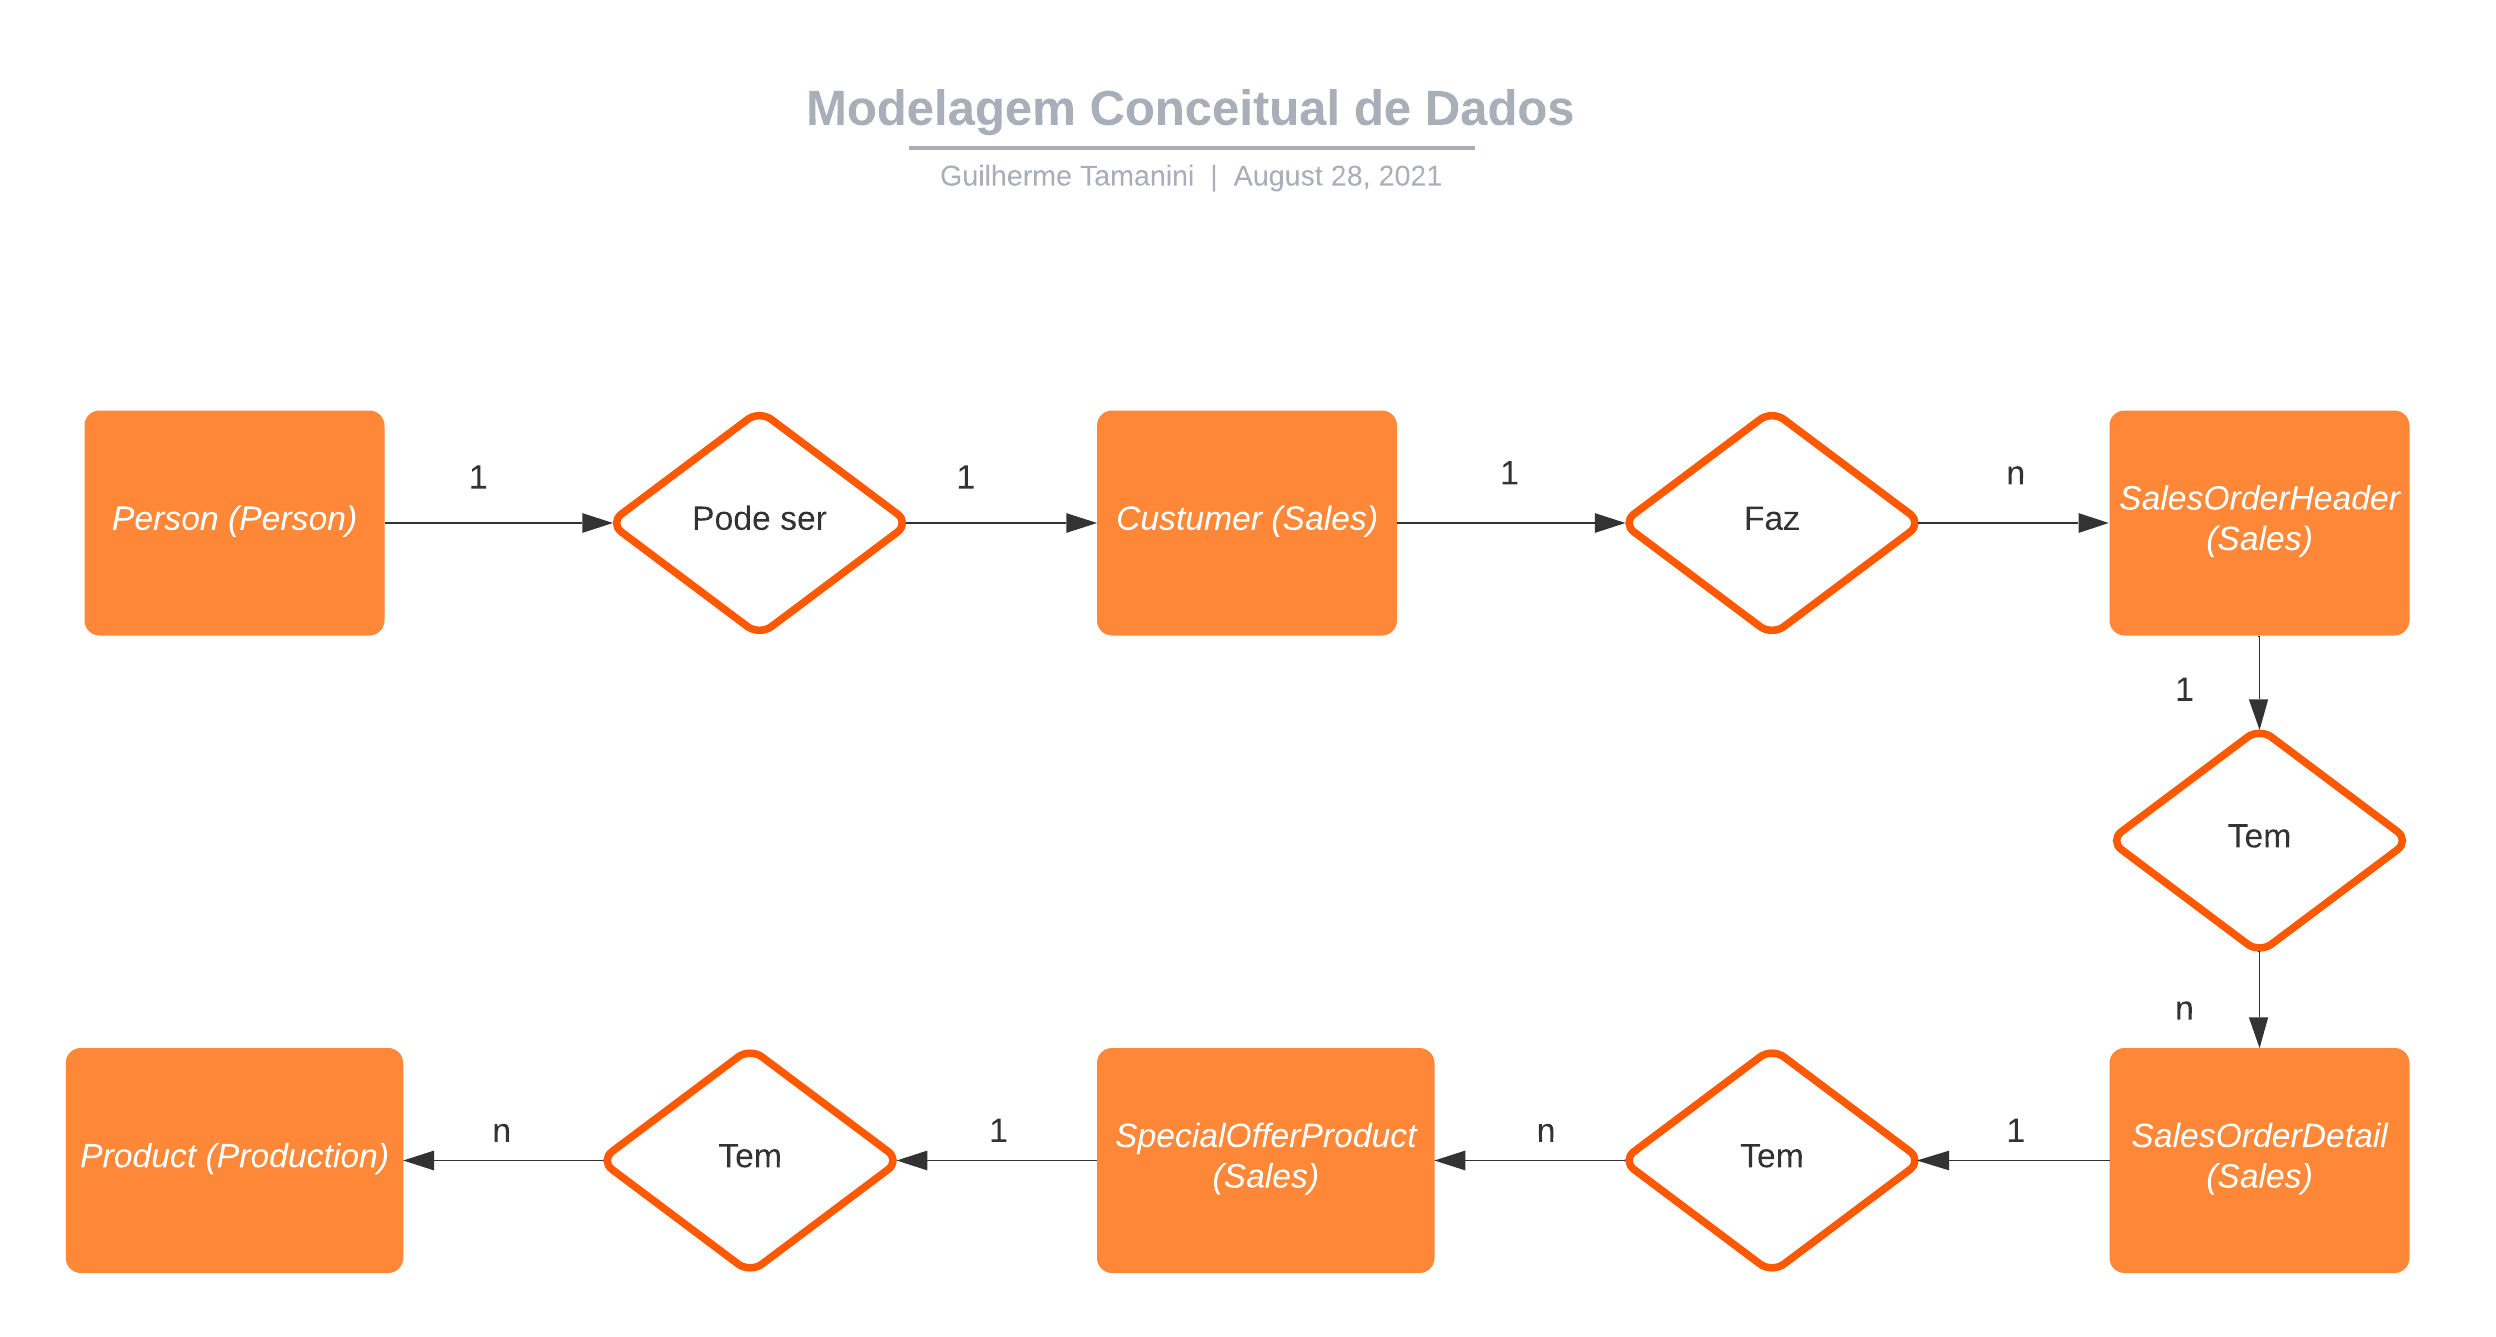 Modelagem Conceitual de Dados
Guilherme Tamanini | August 28, 2021
Person (Person)
1
Pode ser
1
Custumer (Sales)
1
Faz
n
SalesOrderHeader
(Sales)
1
Tem
n
SalesOrderDetail
(Sales)
1
Tem
n
SpecialOfferProduct
(Sales)
1
Tem
n
Product (Production)